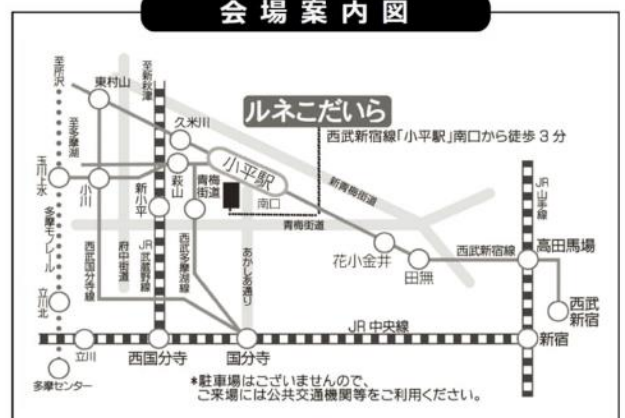 会場案内図
至所沢
東村山
至新秋津
至多摩湖
久米川
ルネこだいら
西武新宿線「小平駅」南口から徒歩3分
玉川上水
小川
新小平
萩山
青梅街道
小平駅
南口
新青梅街道
青梅街道
JR山手線
多摩モノレール
西武国分寺線
府中街道
JR武蔵野線
西武多摩湖線
あかしあ通り
花小金井
田無
西武新宿線
高田馬場
西武新宿
立川北
JR中央線
立川
西国分寺
国分寺
新宿
多摩センター
*駐車場はございませんので、
ご来場には公共交通機関等をご利用ください。